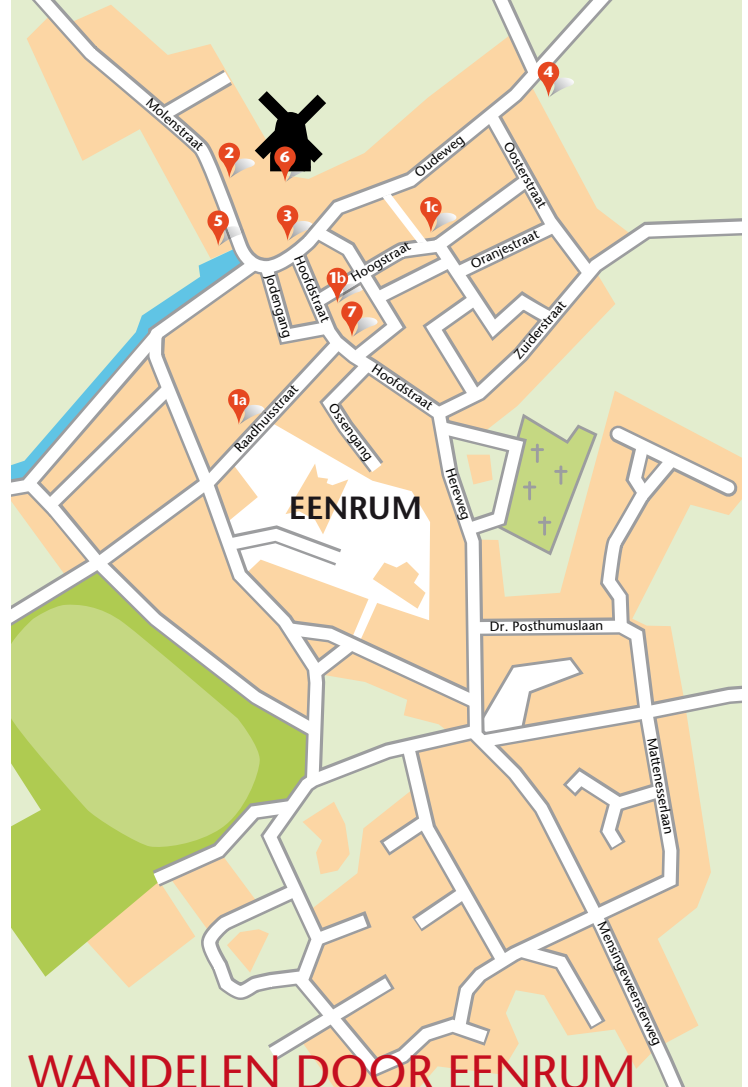 4
Molenstraat
Oudeweg
Oosterstraat
2
6
1c
5
3
Hoogstraat
Oranjestraat
Hoofdstraat
1b
Jodengang
7
Zuiderstraat
Hoofdstraat
1a
Raadhuisstraat
Ossengang
EENRUM
Hereweg
Dr. Posthumuslaan
Mattenesserlaan
Mensingeweersterweg
WANDELEN DOOR EENRUM